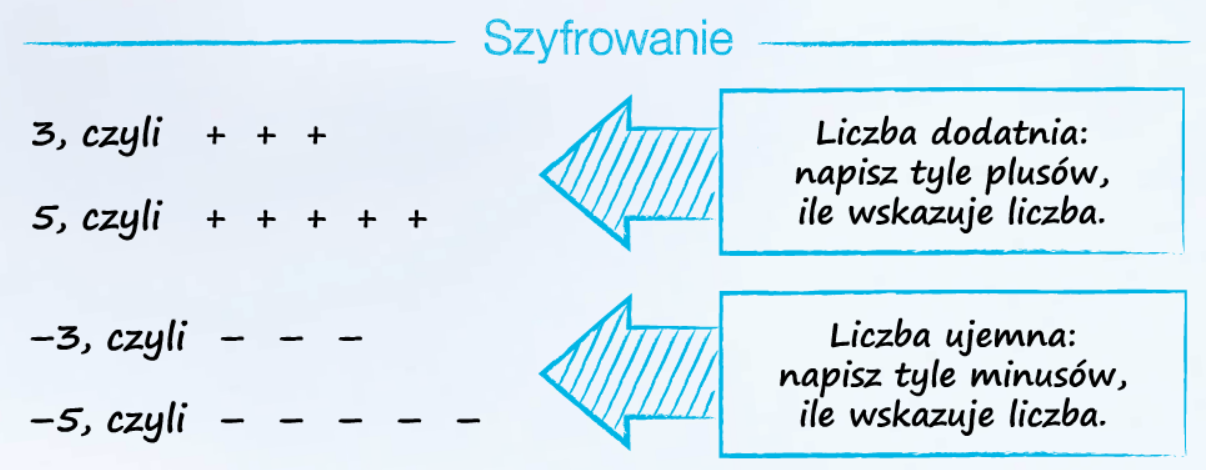 Szyfrowanie
3, czyli + + +
5, czyli + + + + +
Liczba dodatnia:
napisz tyle plusów,
ile wskazuje liczba.
–3, czyli – – –
–5, czyli – – – – –
Liczba ujemna:
napisz tyle minusów,
ile wskazuje liczba.